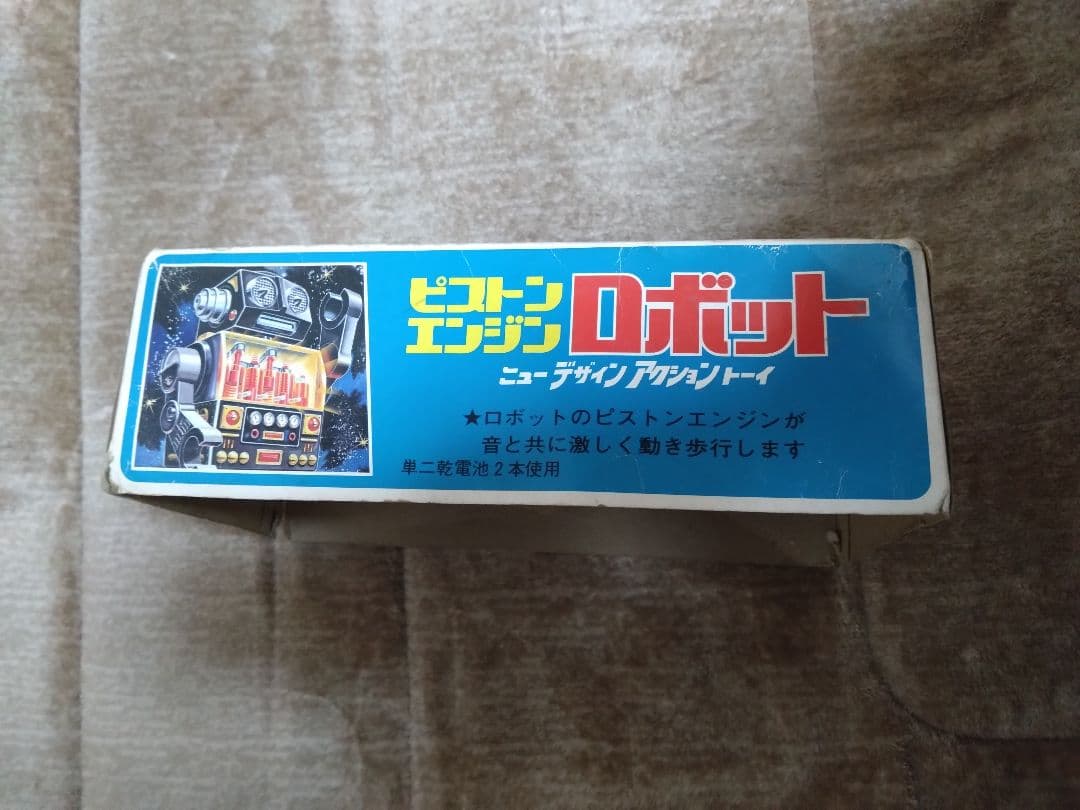 ピストン
エンジン ロボット
ニューデザインアクショントーイ
★ロボットのピストンエンジンが
音と共に激しく動き歩行します
単二乾電池2本使用